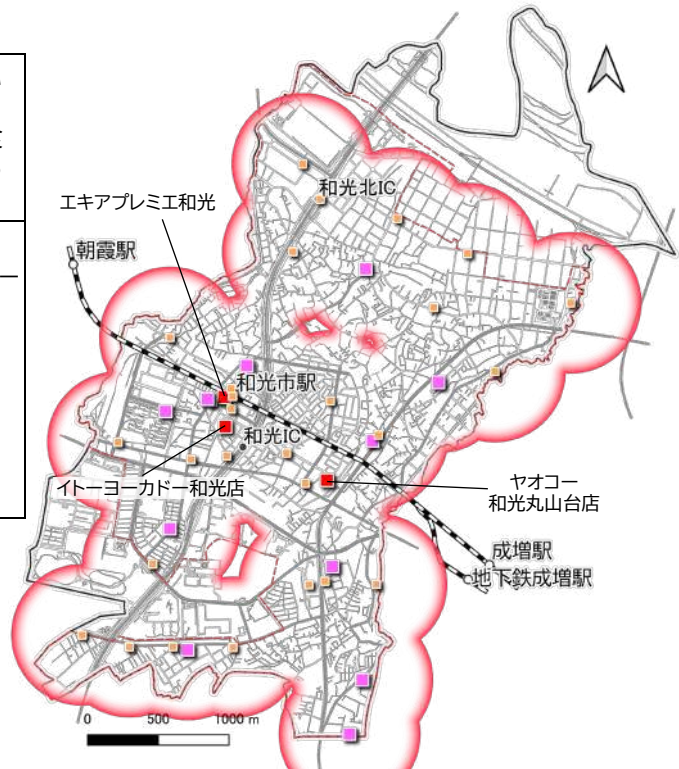 和光北IC
エキアプレミエ和光
朝霞駅
和光市駅
和光IC
イトーヨーカドー和光店
ヤオコー
和光丸山台店
成増駅
地下鉄成増駅
0 500 1000 m